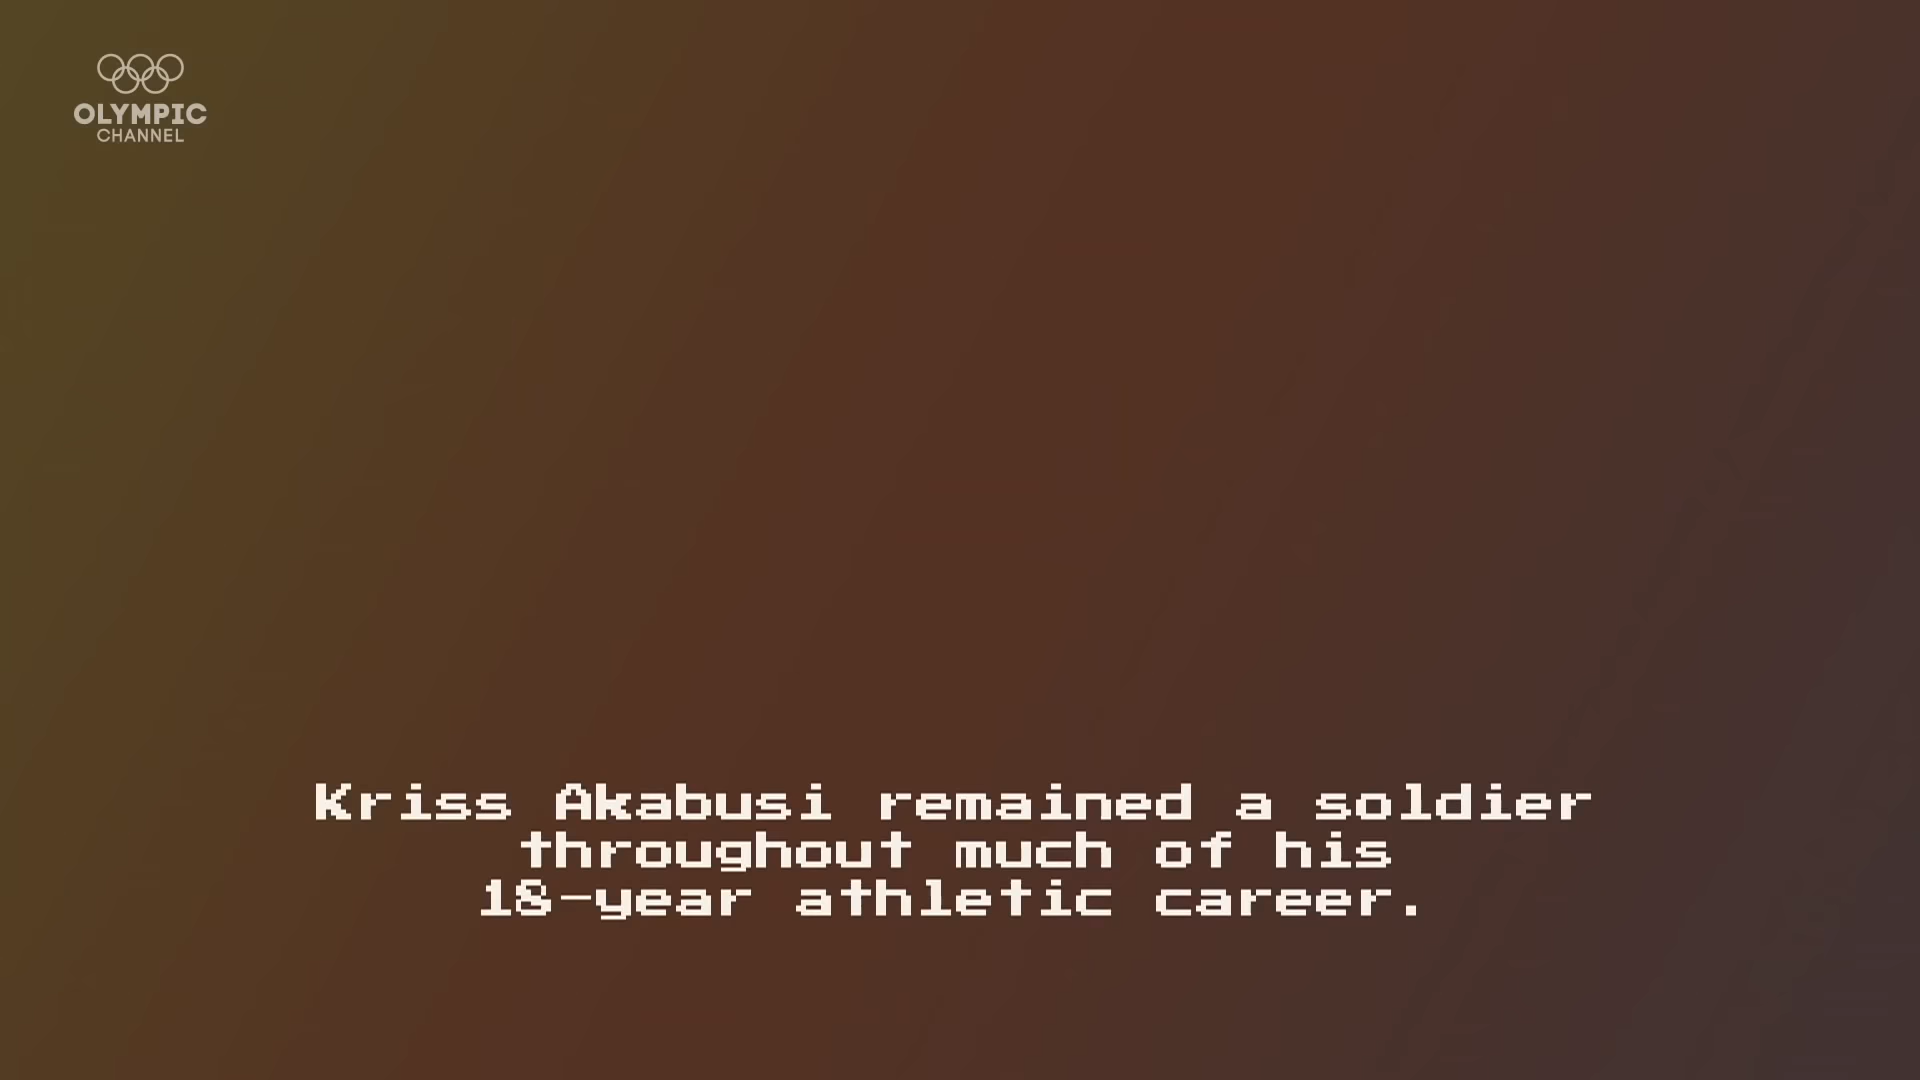 OLYMPIC
CHANNEL
Kriss Akabusi remained a soldier
throughout much of his
18-year athletic career.